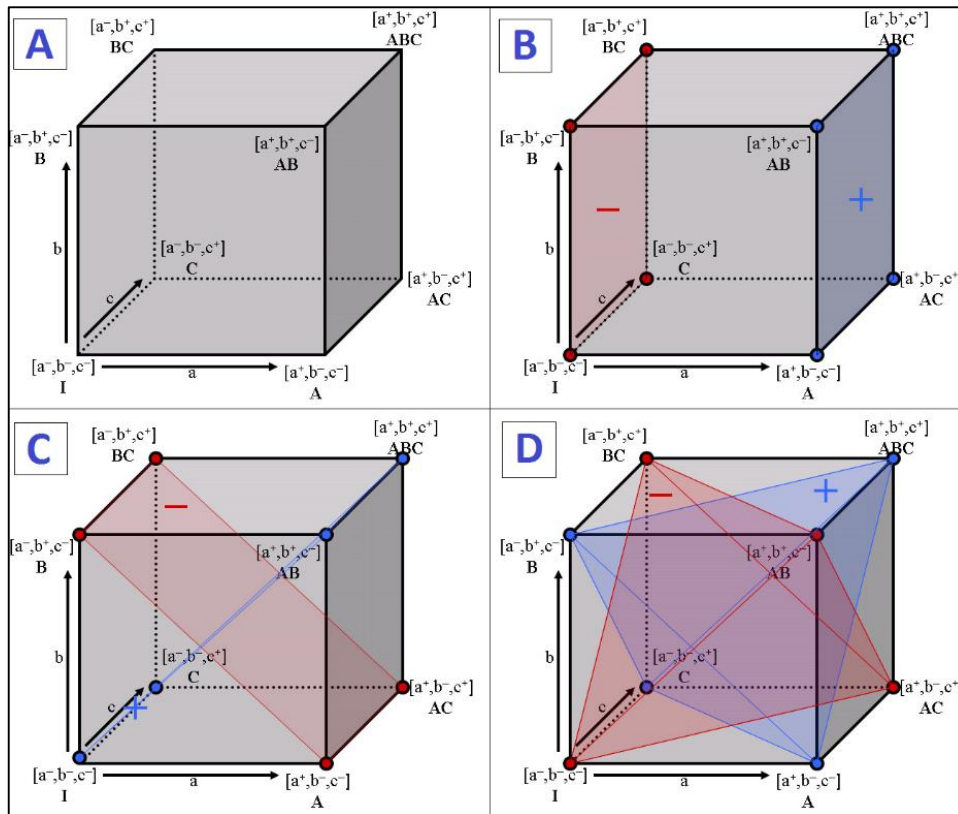 A
[a⁻,b⁺,c⁺]
BC
[a⁺,b⁺,c⁺]
ABC
[a⁻,b⁺,c⁻]
B
[a⁺,b⁺,c⁻]
AB
b
[a⁻,b⁻,c⁺]
C
c
[a⁺,b⁻,c⁺]
AC
[a⁻,b⁻,c⁻]
I
a
[a⁺,b⁻,c⁻]
A
B
[a⁻,b⁺,c⁺]
BC
[a⁺,b⁺,c⁺]
ABC
[a⁻,b⁺,c⁻]
B
[a⁺,b⁺,c⁻]
AB
−
+
b
[a⁻,b⁻,c⁺]
C
c
[a⁺,b⁻,c⁺]
AC
[a⁻,b⁻,c⁻]
I
a
[a⁺,b⁻,c⁻]
A
C
[a⁻,b⁺,c⁺]
BC
[a⁺,b⁺,c⁺]
ABC
−
[a⁻,b⁺,c⁻]
B
[a⁺,b⁺,c⁻]
AB
b
[a⁻,b⁻,c⁺]
C
c
+
[a⁺,b⁻,c⁺]
AC
[a⁻,b⁻,c⁻]
I
a
[a⁺,b⁻,c⁻]
A
D
[a⁻,b⁺,c⁺]
BC
[a⁺,b⁺,c⁺]
ABC
−
+
[a⁻,b⁺,c⁻]
B
[a⁺,b⁺,c⁻]
AB
b
[a⁻,b⁻,c⁺]
C
c
[a⁺,b⁻,c⁺]
AC
[a⁻,b⁻,c⁻]
I
a
[a⁺,b⁻,c⁻]
A